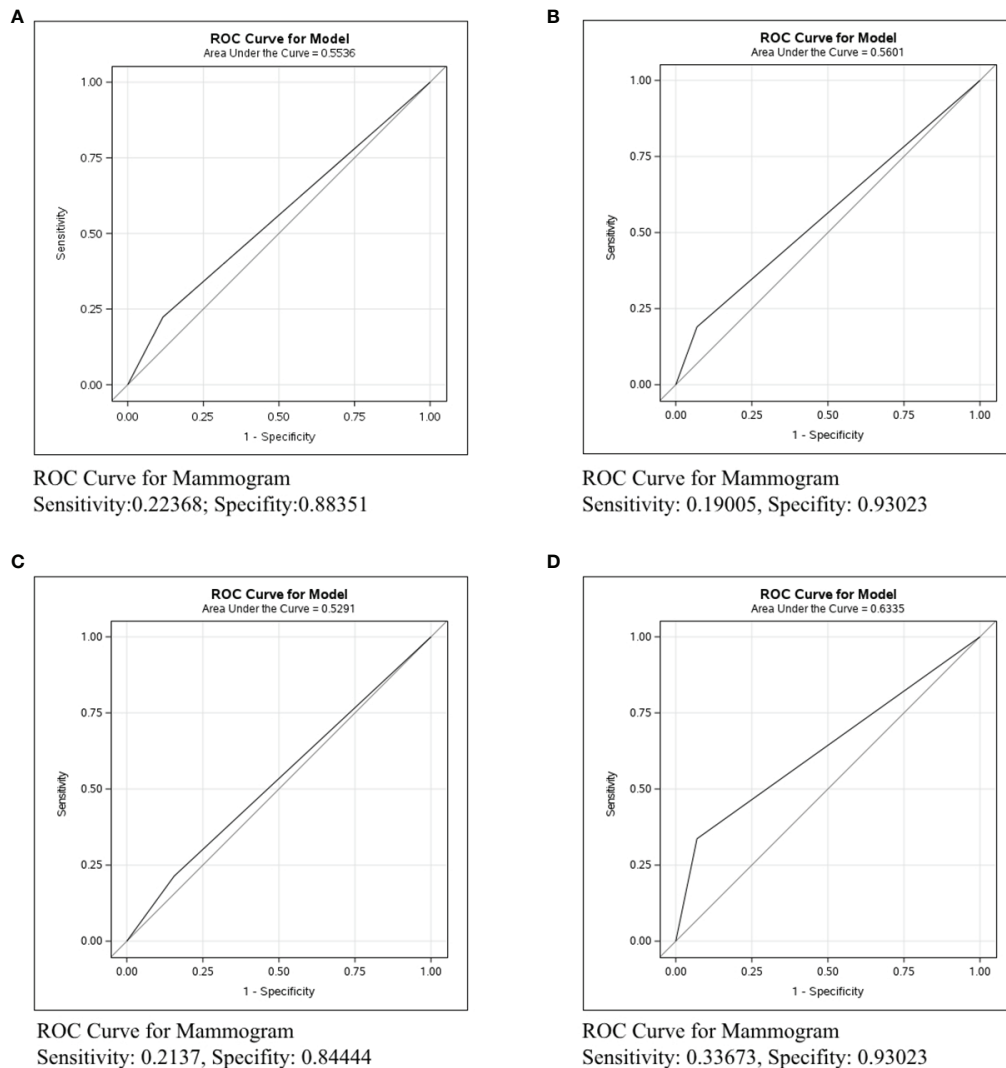 A
ROC Curve for Model
Area Under the Curve = 0.5536
1.00
0.75
0.50
0.25
0.00
Sensitivity
0.00 0.25 0.50 0.75 1.00
1 - Specificity
ROC Curve for Mammogram
Sensitivity:0.22368; Specifity:0.88351
B
ROC Curve for Model
Area Under the Curve = 0.5601
1.00
0.75
0.50
0.25
0.00
Sensitivity
0.00 0.25 0.50 0.75 1.00
1 - Specificity
ROC Curve for Mammogram
Sensitivity: 0.19005, Specifity: 0.93023
C
ROC Curve for Model
Area Under the Curve = 0.5291
1.00
0.75
0.50
0.25
0.00
Sensitivity
0.00 0.25 0.50 0.75 1.00
1 - Specificity
ROC Curve for Mammogram
Sensitivity: 0.2137, Specifity: 0.84444
D
ROC Curve for Model
Area Under the Curve = 0.6335
1.00
0.75
0.50
0.25
0.00
Sensitivity
0.00 0.25 0.50 0.75 1.00
1 - Specificity
ROC Curve for Mammogram
Sensitivity: 0.33673, Specifity: 0.93023